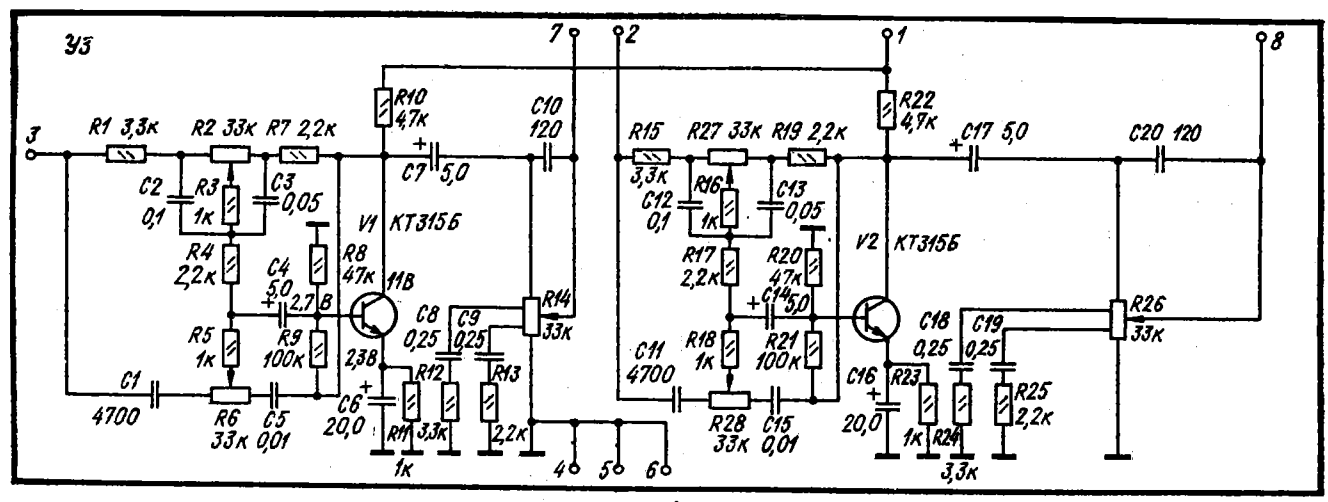 У3
7
2
1
8
3
R1 3,3к
R2 33к
R7 2,2к
R10
4,7к
C10
120
R15
3,3к
R27 33к
R19 2,2к
R22
4,7к
C17 5,0
C20 120
C2
0,1
R3
1к
C3
0,05
C7
+
5,0
C12
0,1
R16
1к
C13
0,05
V1 КТ315Б
V2 КТ315Б
R4
2,2к
C4
5,0
+
2,7 В
R8
47к
11В
R17
2,2к
C14
+
5,0
R20
47к
R5
1к
R9
100к
2,3В
C8
0,25
C9
0,25
R14
33к
R18
1к
R21
100к
C18
0,25
C19
0,25
R26
33к
C1
4700
R6
33к
C5
0,01
C6
+
20,0
R11
1к
R12
3,3к
R13
2,2к
C11
4700
R28
33к
C15
0,01
C16
+
20,0
R23
1к
R24
3,3к
R25
2,2к
4
5
6